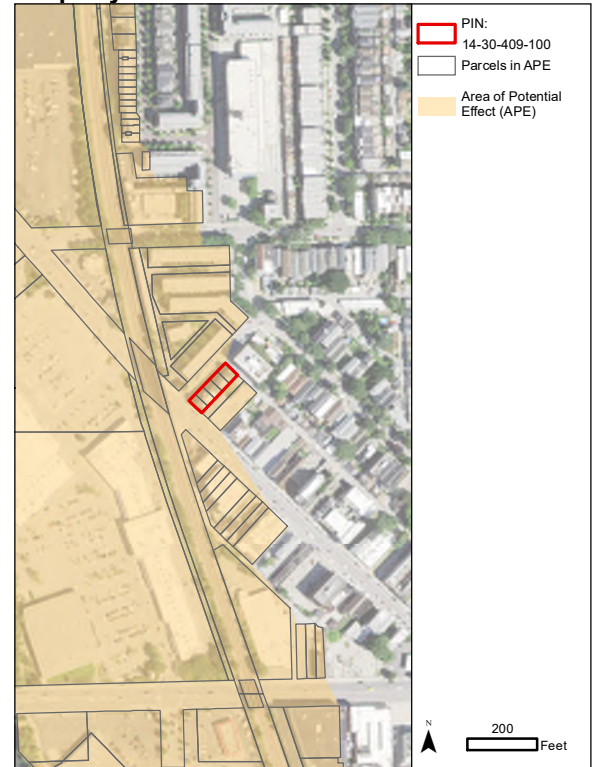 PIN:
14-30-409-100
Parcels in APE
Area of Potential
Effect (APE)
N
200
Feet